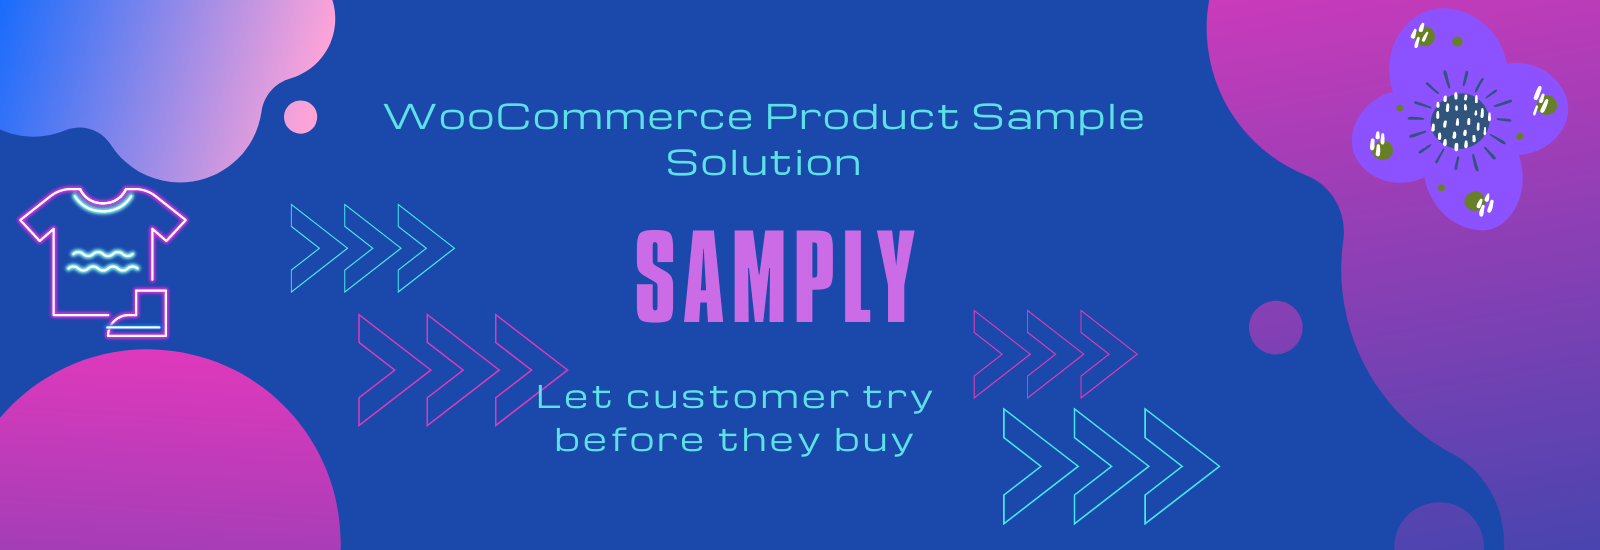 WooCommerce Product Sample
Solution
SAMPLY
Let customer try
before they buy